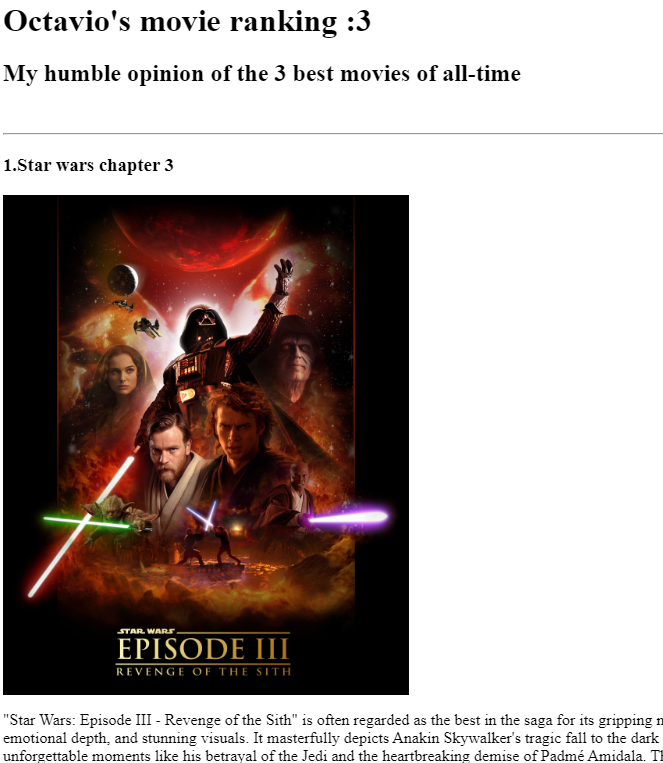 Octavio's movie ranking :3
My humble opinion of the 3 best movies of all-time
1.Star wars chapter 3
STAR WARS
EPISODE III
REVENGE OF THE SITH
"Star Wars: Episode III - Revenge of the Sith" is often regarded as the best in the saga for its gripping
emotional depth, and stunning visuals. It masterfully depicts Anakin Skywalker's tragic fall to the dark
unforgettable moments like his betrayal of the Jedi and the heartbreaking demise of Padmé Amidala.